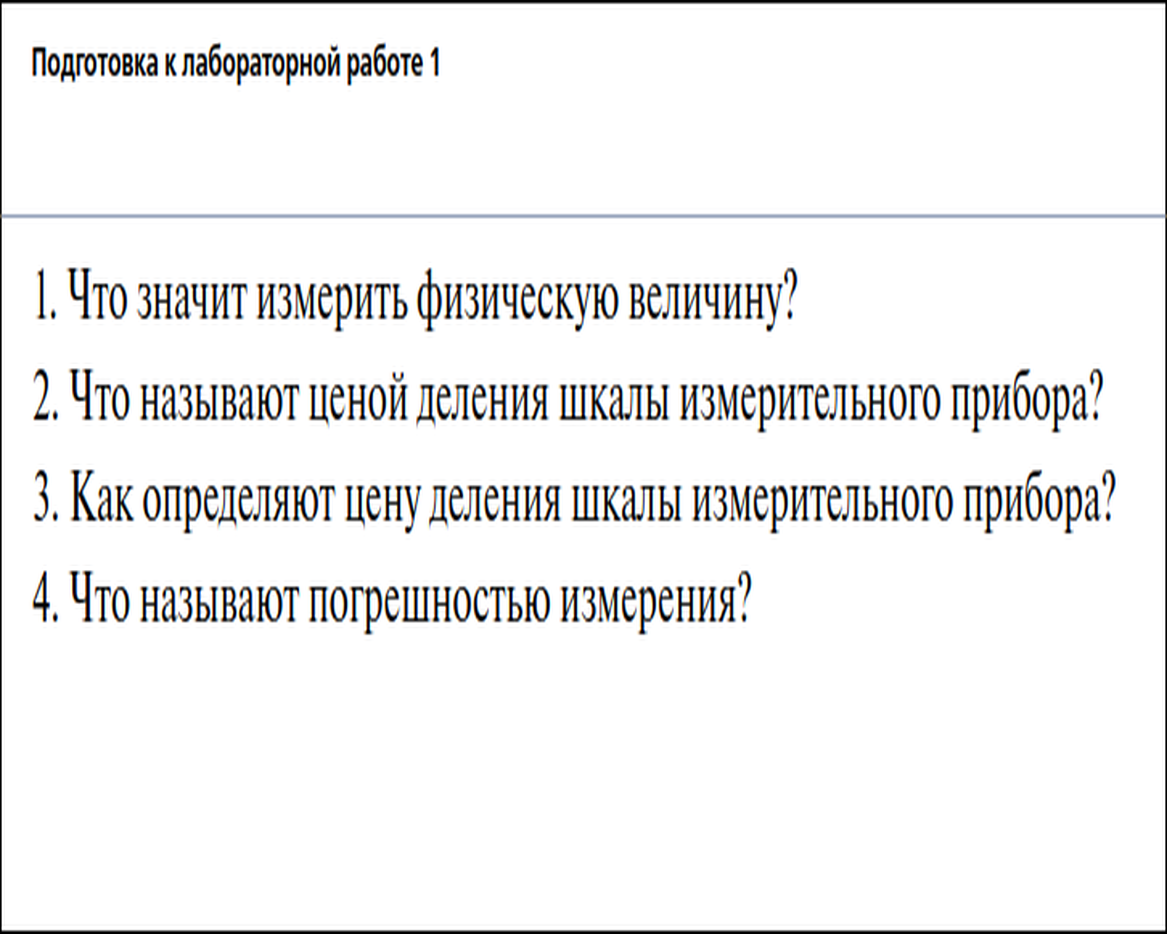 Подготовка к лабораторной работе 1
1. Что значит измерить физическую величину?
2. Что называют ценой деления шкалы измерительного прибора?
3. Как определяют цену деления шкалы измерительного прибора?
4. Что называют погрешностью измерения?